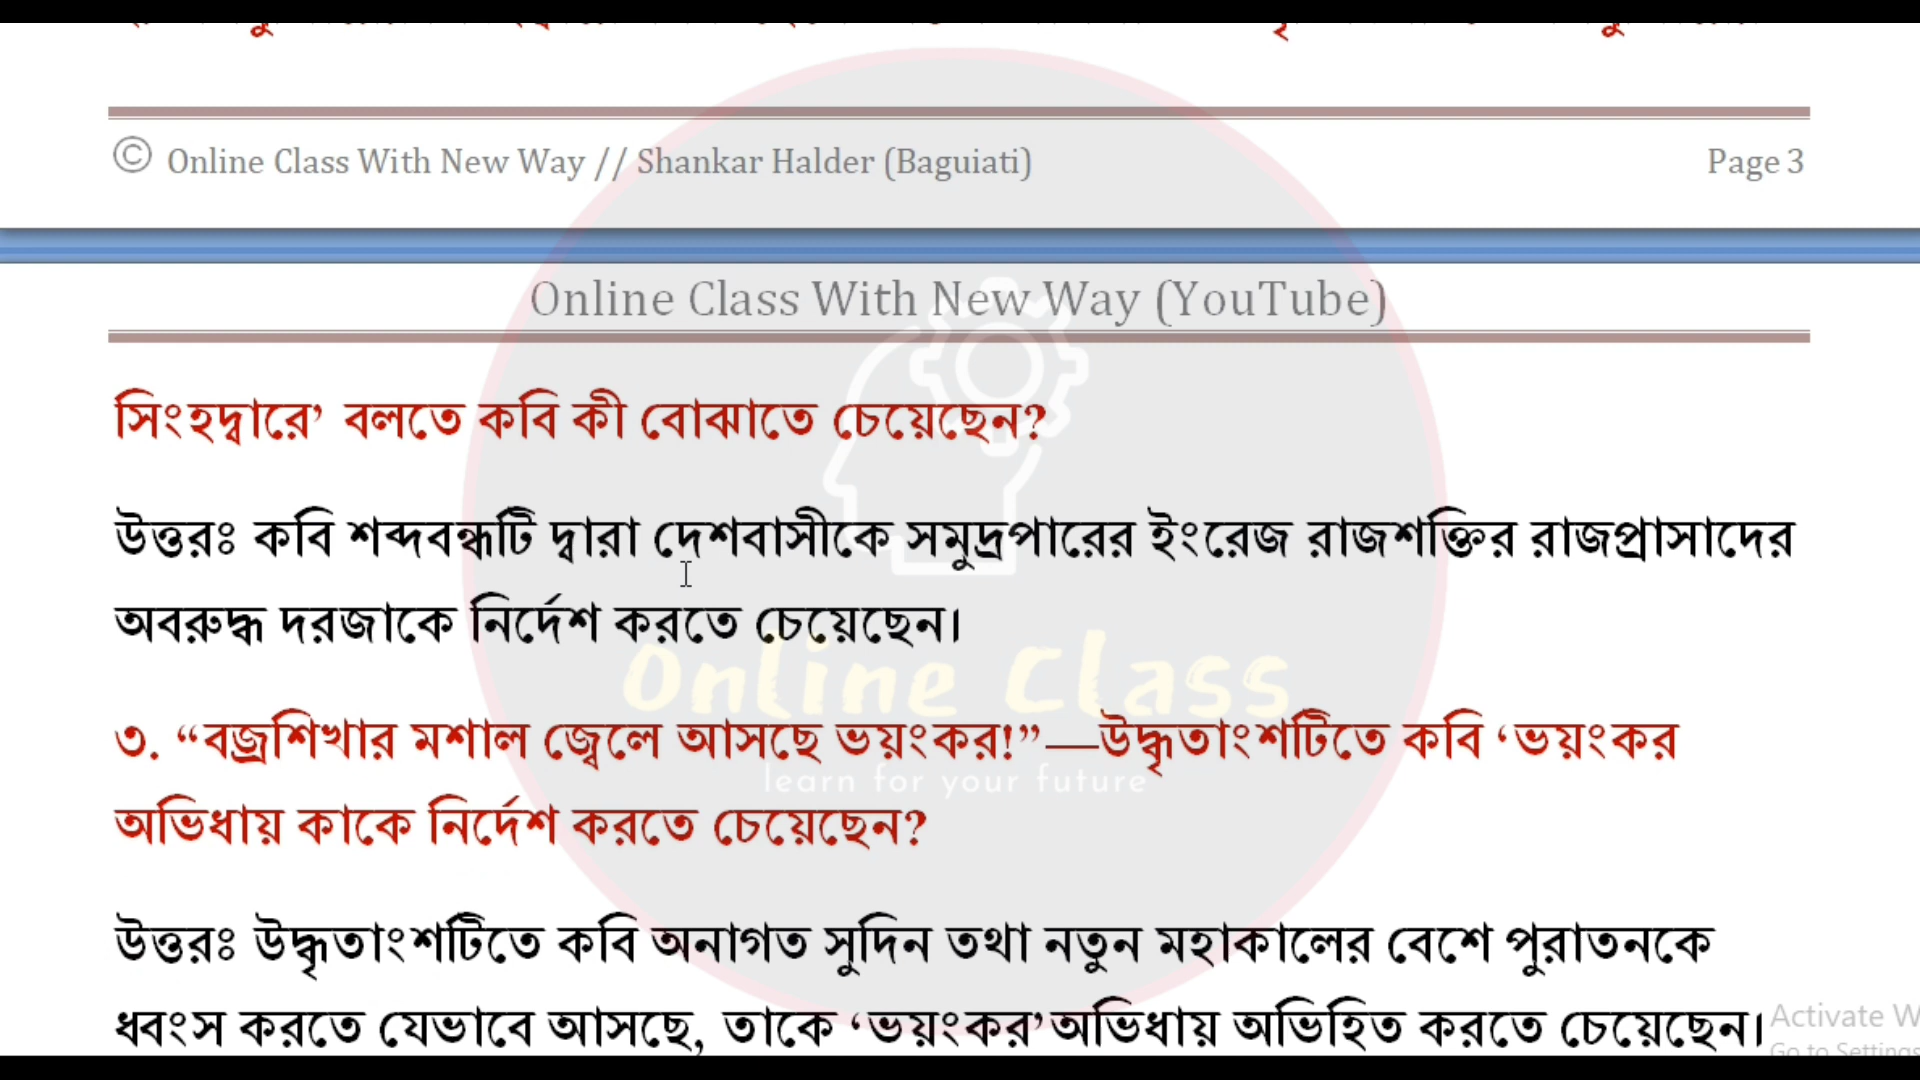 © Online Class With New Way // Shankar Halder (Baguiati) Page 3
Online Class With New Way (YouTube)
সিংহদ্বারে’ বলতে কবি কী বোঝাতে চেয়েছেন?
উত্তরঃ কবি শব্দবন্ধটি দ্বারা দেশবাসীকে সমুদ্রপারের ইংরেজ রাজশক্তির রাজপ্রাসাদের
অবরুদ্ধ দরজাকে নির্দেশ করতে চেয়েছেন।
Online Class
৩. “বজ্রশিখার মশাল জ্বেলে আসছে ভয়ংকর!”—উদ্ধৃতাংশটিতে কবি ‘ভয়ংকর
learn for your future
অভিধায় কাকে নির্দেশ করতে চেয়েছেন?
উত্তরঃ উদ্ধৃতাংশটিতে কবি অনাগত সুদিন তথা নতুন মহাকালের বেশে পুরাতনকে
ধ্বংস করতে যেভাবে আসছে, তাকে ‘ভয়ংকর’অভিধায় অভিহিত করতে চেয়েছেন।
Activate W
Go to Settings